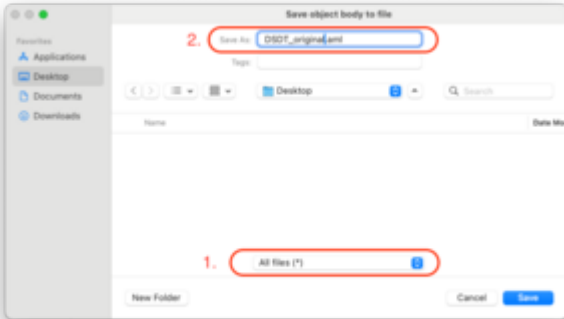 Save object body to file
2. Save As: DSDT_original.aml
Tags:
Favorites
Applications
Desktop
Documents
Downloads
Desktop
Search
Name Date Mo
1. All files (*)
New Folder Cancel Save